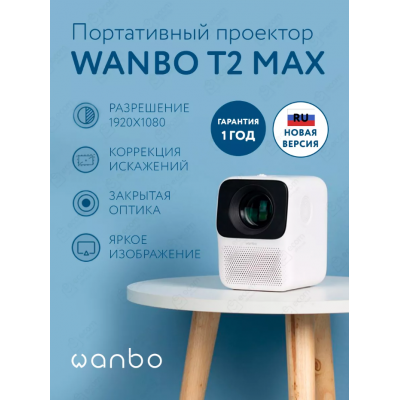 Портативный проектор
WANBO T2 MAX
РАЗРЕШЕНИЕ
1920X1080
КОРРЕКЦИЯ
ИСКАЖЕНИЙ
ЗАКРЫТАЯ
ОПТИКА
ЯРКОЕ
ИЗОБРАЖЕНИЕ
ГАРАНТИЯ
1 ГОД
RU
НОВАЯ
ВЕРСИЯ
wanbo